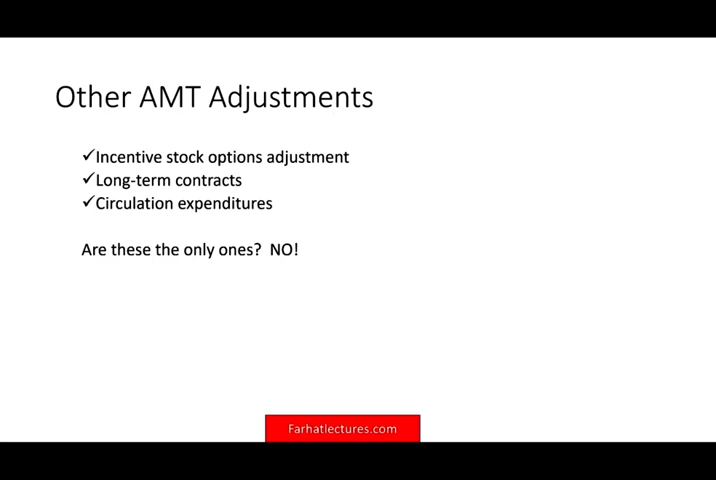 Other AMT Adjustments
✓Incentive stock options adjustment
✓Long-term contracts
✓Circulation expenditures
Are these the only ones? NO!
Farhatlectures.com